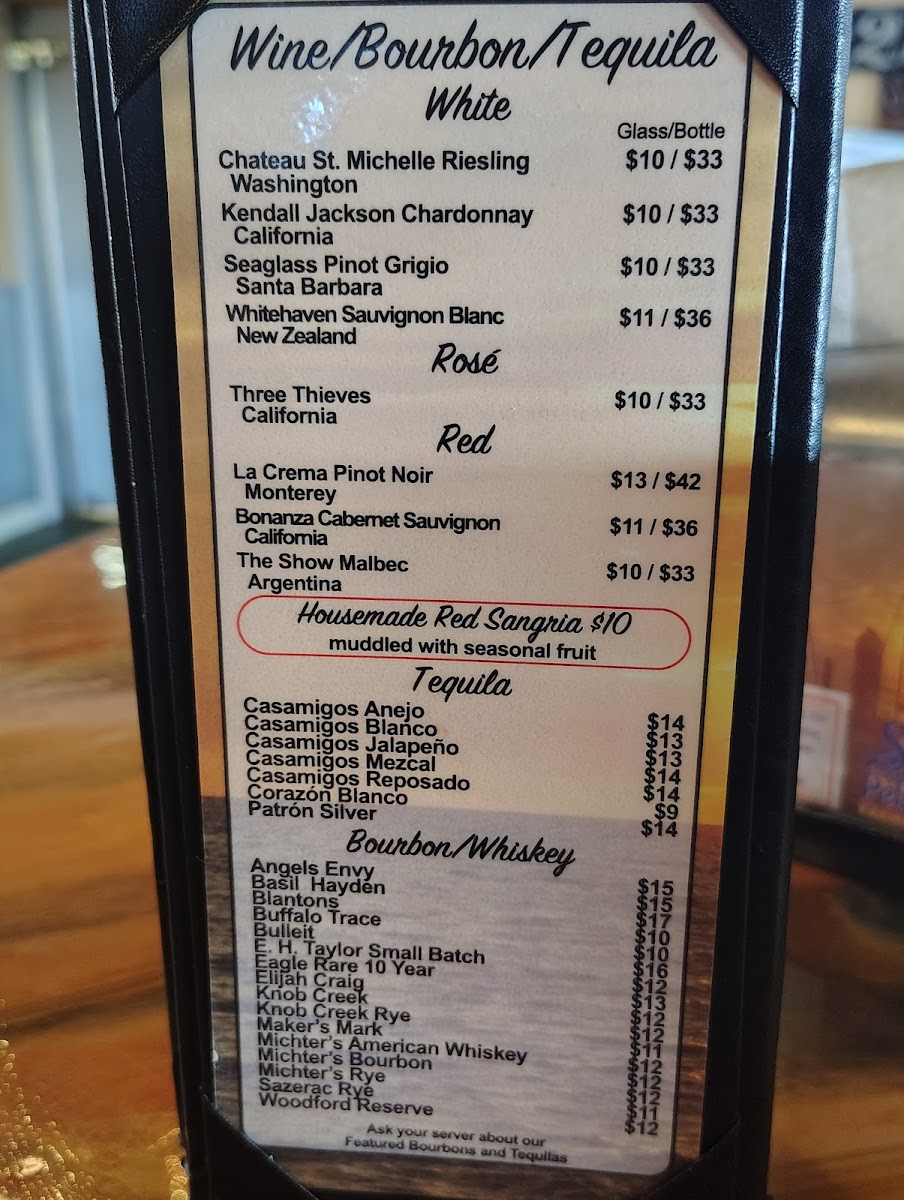 Wine/Bourbon/Tequila
White
Glass/Bottle
Chateau St. Michelle Riesling $10 / $33
Washington
Kendall Jackson Chardonnay $10 / $33
California
Seaglass Pinot Grigio $10 / $33
Santa Barbara
Whitehaven Sauvignon Blanc $11 / $36
New Zealand
Rosé
Three Thieves $10 / $33
California
Red
La Crema Pinot Noir $13 / $42
Monterey
Bonanza Cabernet Sauvignon $11 / $36
California
The Show Malbec $10 / $33
Argentina
Housemade Red Sangria $10
muddled with seasonal fruit
Tequila
Casamigos Anejo $14
Casamigos Blanco $13
Casamigos Jalapeño $13
Casamigos Mezcal $14
Casamigos Reposado $14
Corazón Blanco $9
Patrón Silver $14
Bourbon/Whiskey
Angels Envy $15
Basil Hayden $15
Blantons $17
Buffalo Trace $10
Bulleit $10
E. H. Taylor Small Batch $16
Eagle Rare 10 Year $12
Elijah Craig $13
Knob Creek $12
Knob Creek Rye $12
Maker's Mark $11
Michter's American Whiskey $12
Michter's Bourbon $12
Michter's Rye $12
Sazerac Rye $11
Woodford Reserve $12
Ask your server about our
Featured Bourbons and Tequilas